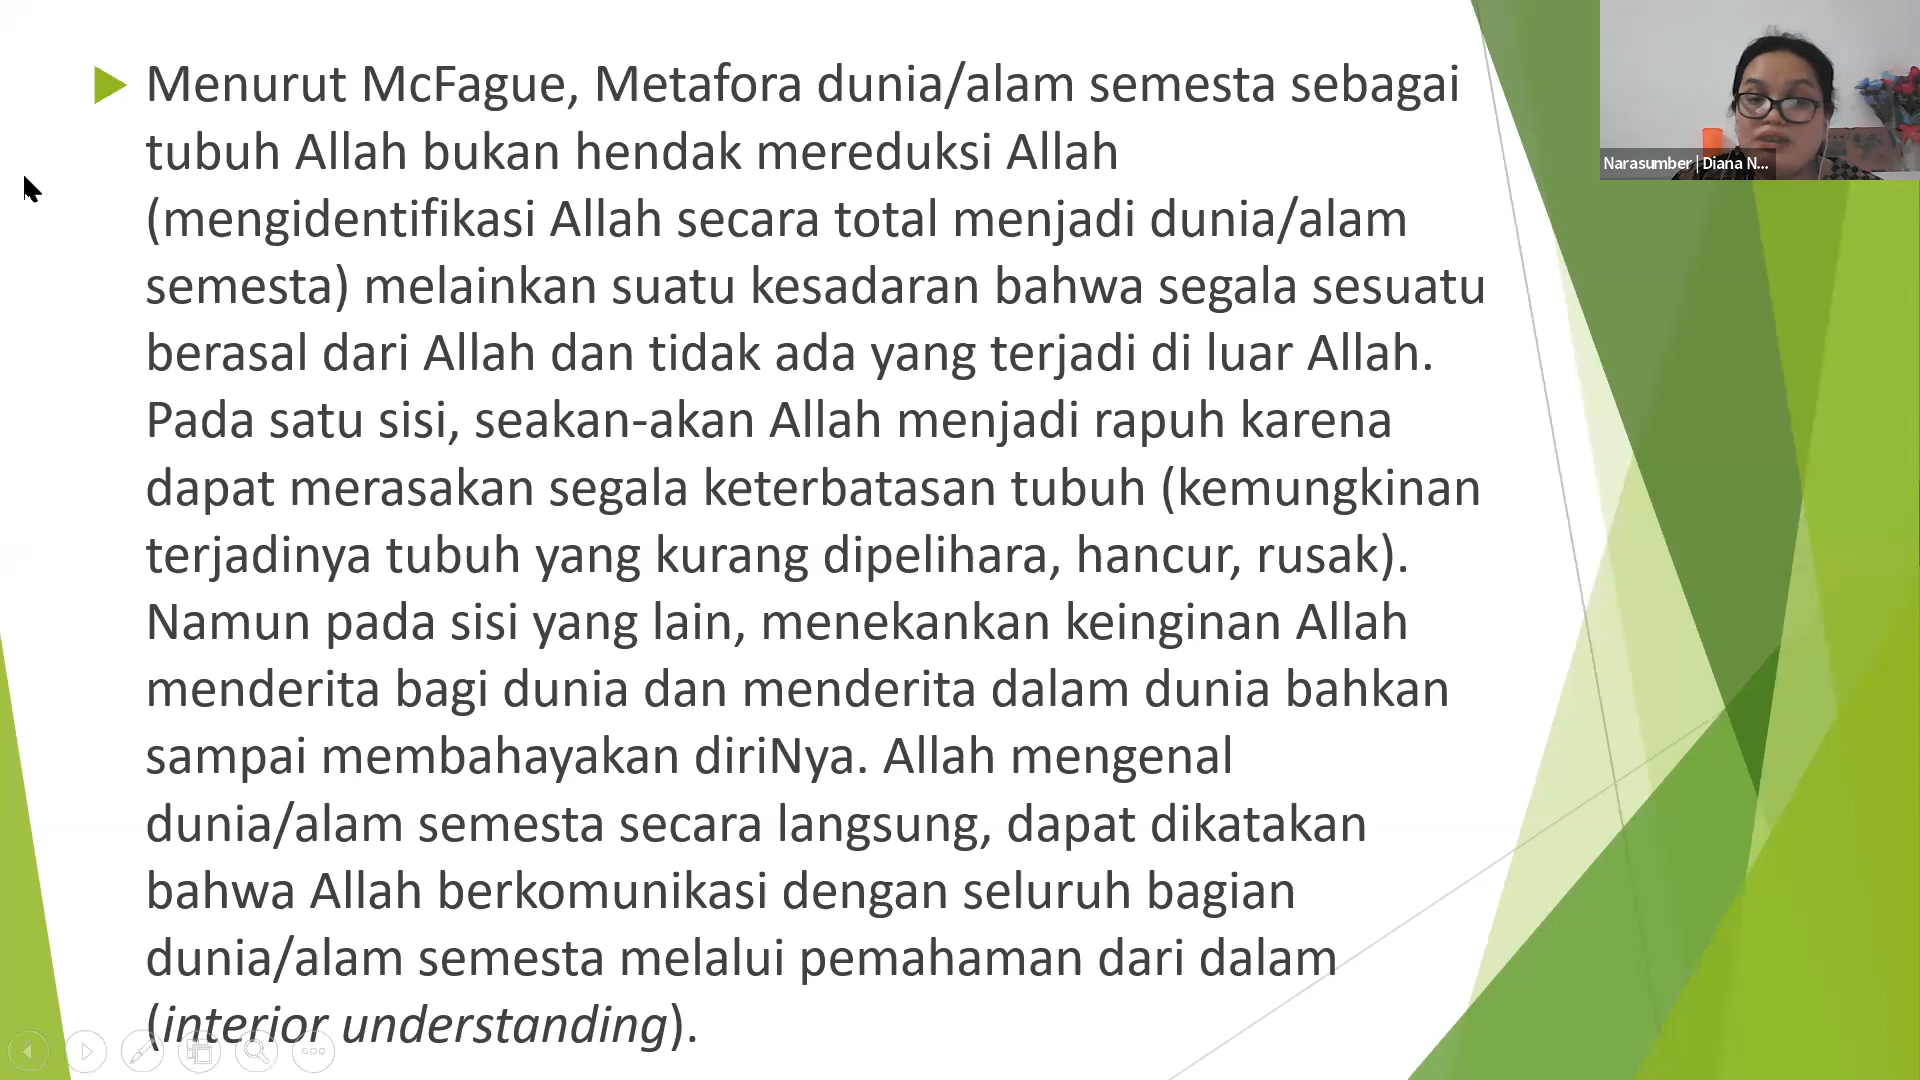 Menurut McFague, Metafora dunia/alam semesta sebagai
tubuh Allah bukan hendak mereduksi Allah
(mengidentifikasi Allah secara total menjadi dunia/alam
semesta) melainkan suatu kesadaran bahwa segala sesuatu
berasal dari Allah dan tidak ada yang terjadi di luar Allah.
Pada satu sisi, seakan-akan Allah menjadi rapuh karena
dapat merasakan segala keterbatasan tubuh (kemungkinan
terjadinya tubuh yang kurang dipelihara, hancur, rusak).
Namun pada sisi yang lain, menekankan keinginan Allah
menderita bagi dunia dan menderita dalam dunia bahkan
sampai membahayakan diriNya. Allah mengenal
dunia/alam semesta secara langsung, dapat dikatakan
bahwa Allah berkomunikasi dengan seluruh bagian
dunia/alam semesta melalui pemahaman dari dalam
(interior understanding).
Narasumber | Diana N...